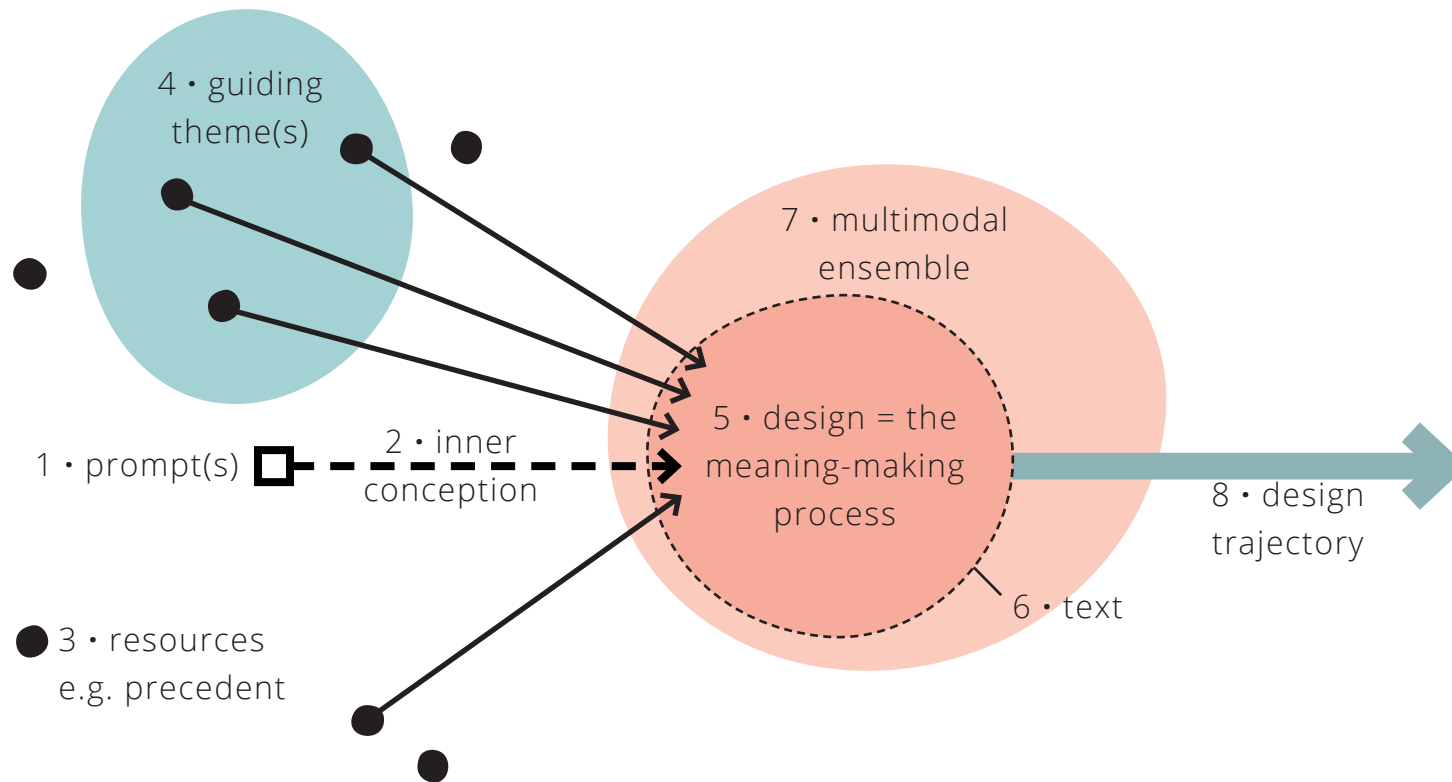 4 • guiding
theme(s)
7 • multimodal
ensemble
5 • design = the
meaning-making
process
2 • inner
conception
1 • prompt(s)
8 • design
trajectory
6 • text
3 • resources
e.g. precedent